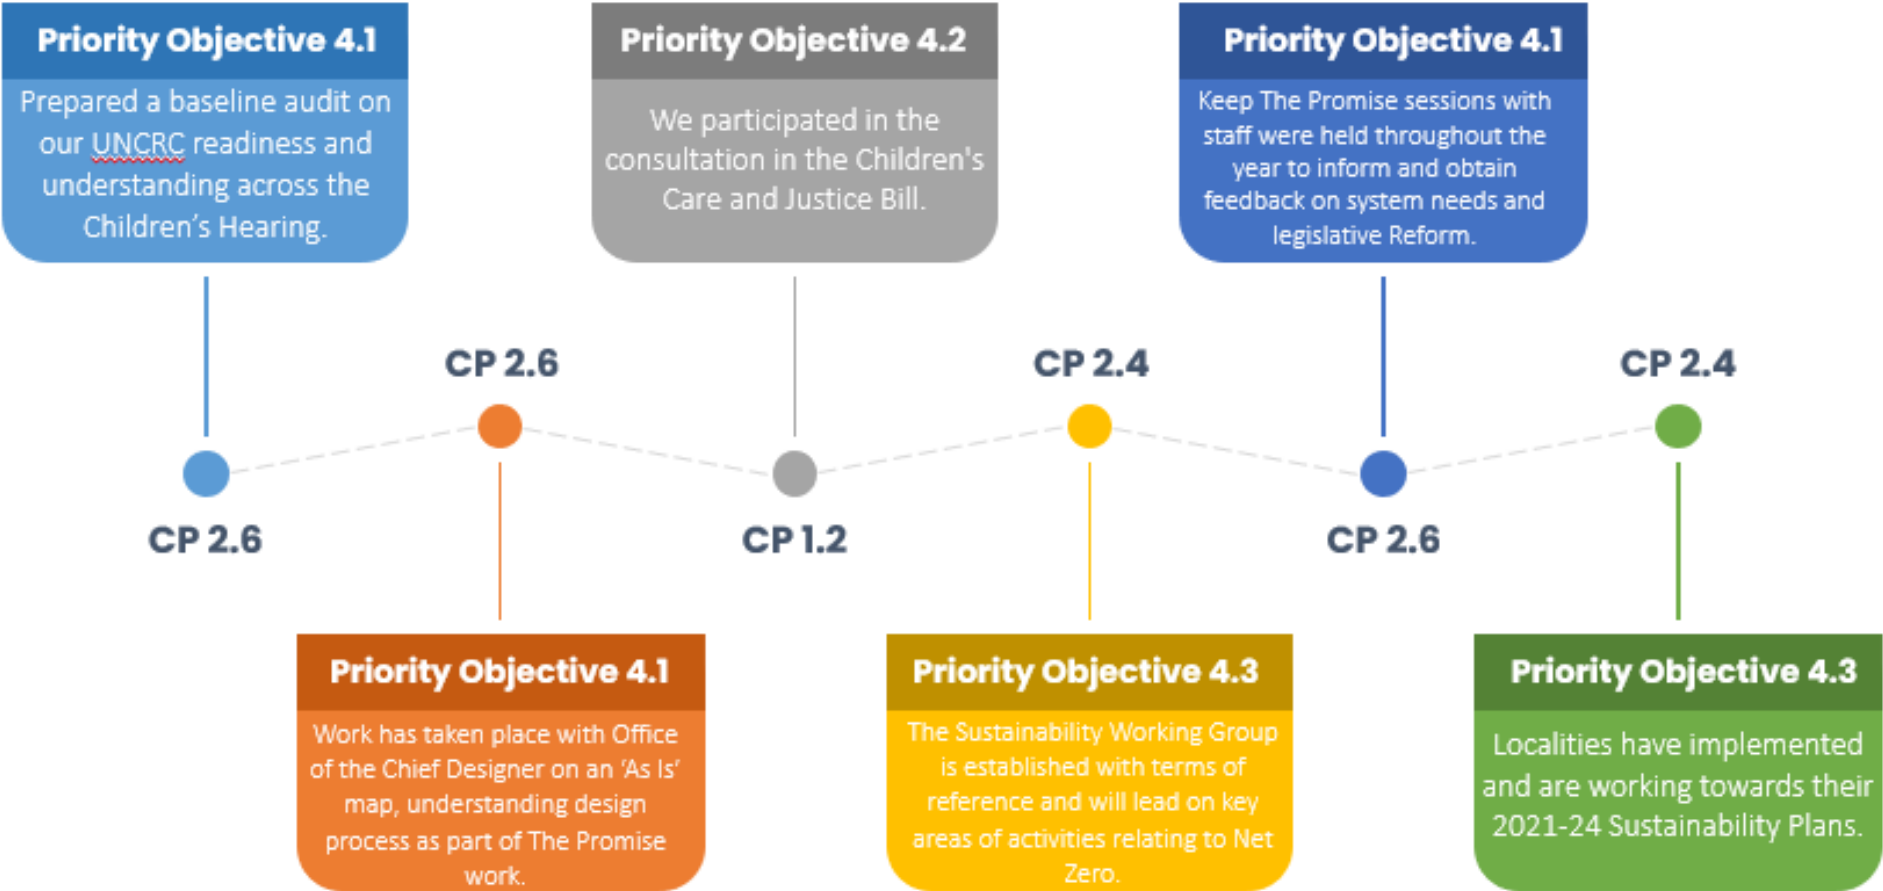 Priority Objective 4.1
Prepared a baseline audit on
our UNCRC readiness and
understanding across the
Children’s Hearing.
Priority Objective 4.2
We participated in the
consultation in the Children's
Care and Justice Bill.
Priority Objective 4.1
Keep The Promise sessions with
staff were held throughout the
year to inform and obtain
feedback on system needs and
legislative Reform.
CP 2.6
CP 2.4
CP 2.4
CP 2.6
CP 1.2
CP 2.6
Priority Objective 4.1
Work has taken place with Office
of the Chief Designer on an ‘As Is’
map, understanding design
process as part of The Promise
work.
Priority Objective 4.3
The Sustainability Working Group
is established with terms of
reference and will lead on key
areas of activities relating to Net
Zero.
Priority Objective 4.3
Localities have implemented
and are working towards their
2021-24 Sustainability Plans.